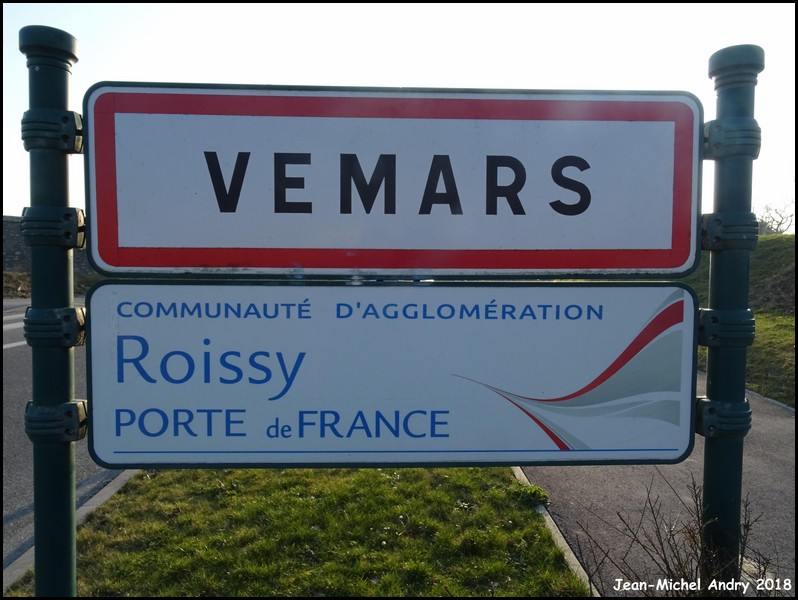 VEMARS
COMMUNAUTÉ D'AGGLOMÉRATION
Roissy
PORTE de FRANCE
Jean-Michel Andry 2018